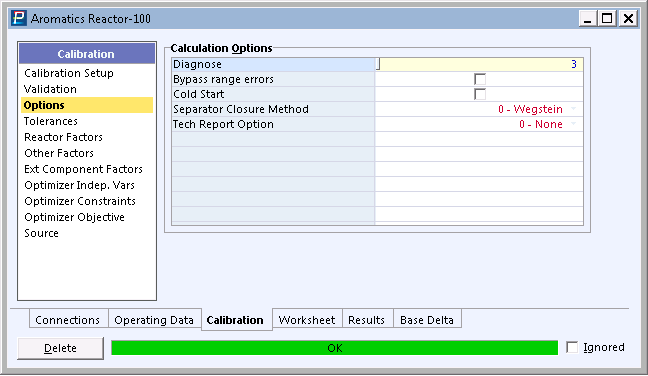 Aromatics Reactor-100
Calibration
Calibration Setup
Validation
Options
Tolerances
Reactor Factors
Other Factors
Ext Component Factors
Optimizer Indep. Vars
Optimizer Constraints
Optimizer Objective
Source
Calculation Options
Diagnose 3
Bypass range errors
Cold Start
Separator Closure Method 0 - Wegstein
Tech Report Option 0 - None
Connections Operating Data Calibration Worksheet Results Base Delta
Delete OK Ignored